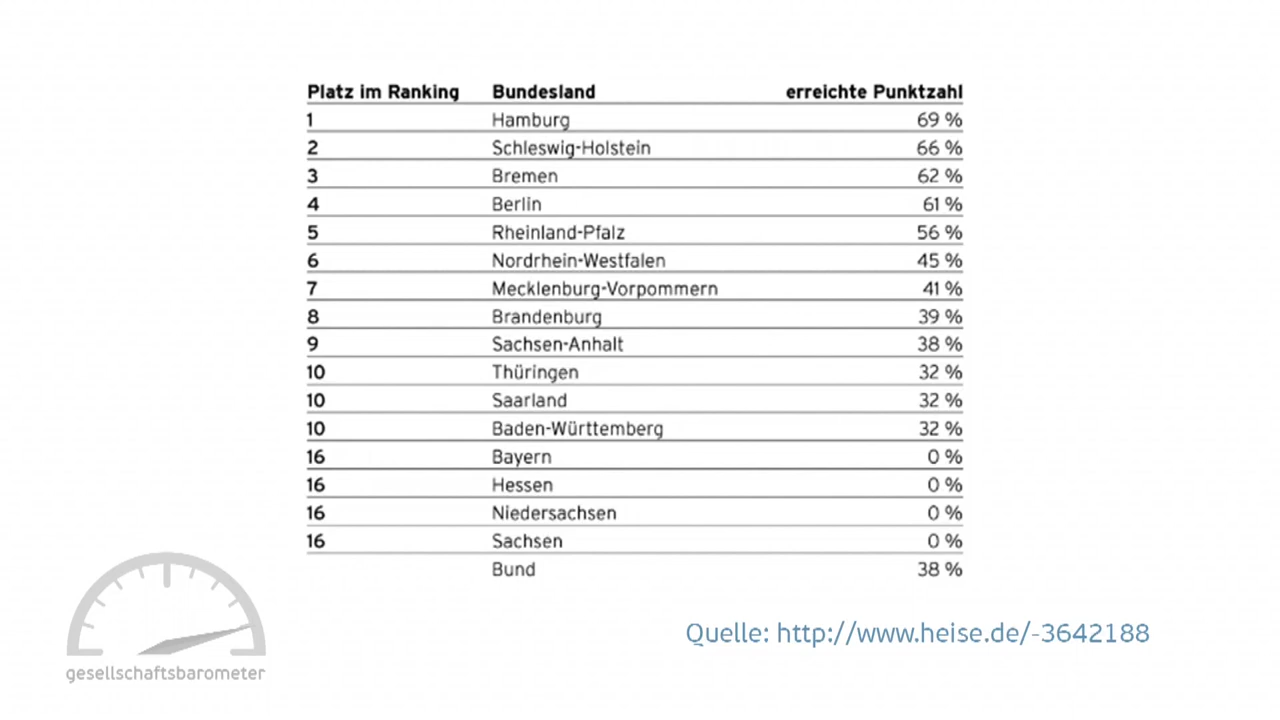 Platz im Ranking Bundesland erreichte Punktzahl
1 Hamburg 69 %
2 Schleswig-Holstein 66 %
3 Bremen 62 %
4 Berlin 61 %
5 Rheinland-Pfalz 56 %
6 Nordrhein-Westfalen 45 %
7 Mecklenburg-Vorpommern 41 %
8 Brandenburg 39 %
9 Sachsen-Anhalt 38 %
10 Thüringen 32 %
10 Saarland 32 %
10 Baden-Württemberg 32 %
16 Bayern 0 %
16 Hessen 0 %
16 Niedersachsen 0 %
16 Sachsen 0 %
Bund 38 %
Quelle: http://www.heise.de/-3642188
gesellschaftsbarometer